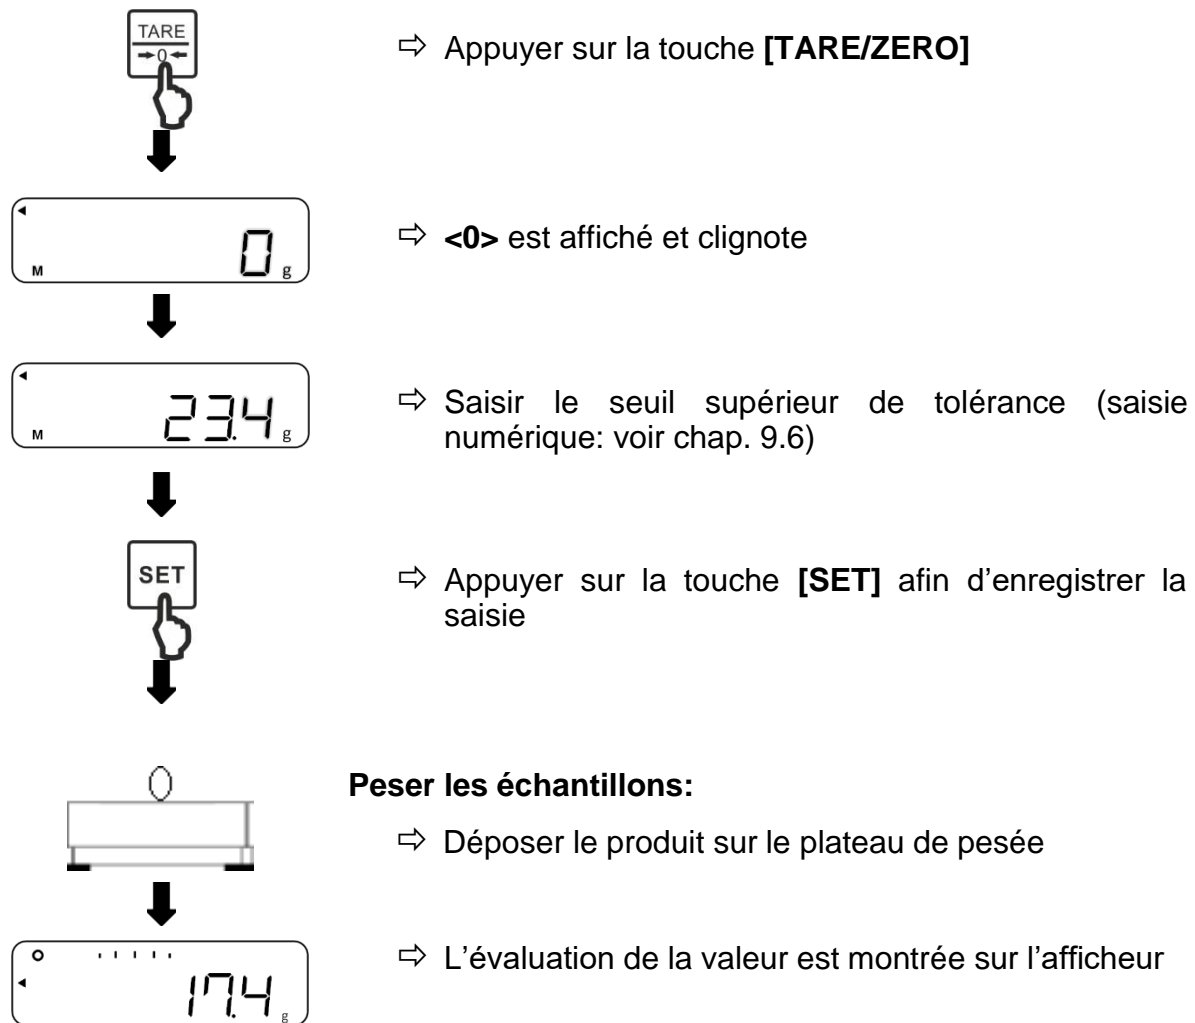 TARE
→0←
⇨ Appuyer sur la touche [TARE/ZERO]
0 g
M
⇨ <0> est affiché et clignote
23.4 g
M
⇨ Saisir le seuil supérieur de tolérance (saisie
numérique: voir chap. 9.6)
SET
⇨ Appuyer sur la touche [SET] afin d’enregistrer la
saisie
Peser les échantillons:
⇨ Déposer le produit sur le plateau de pesée
17.4 g
⇨ L’évaluation de la valeur est montrée sur l’afficheur